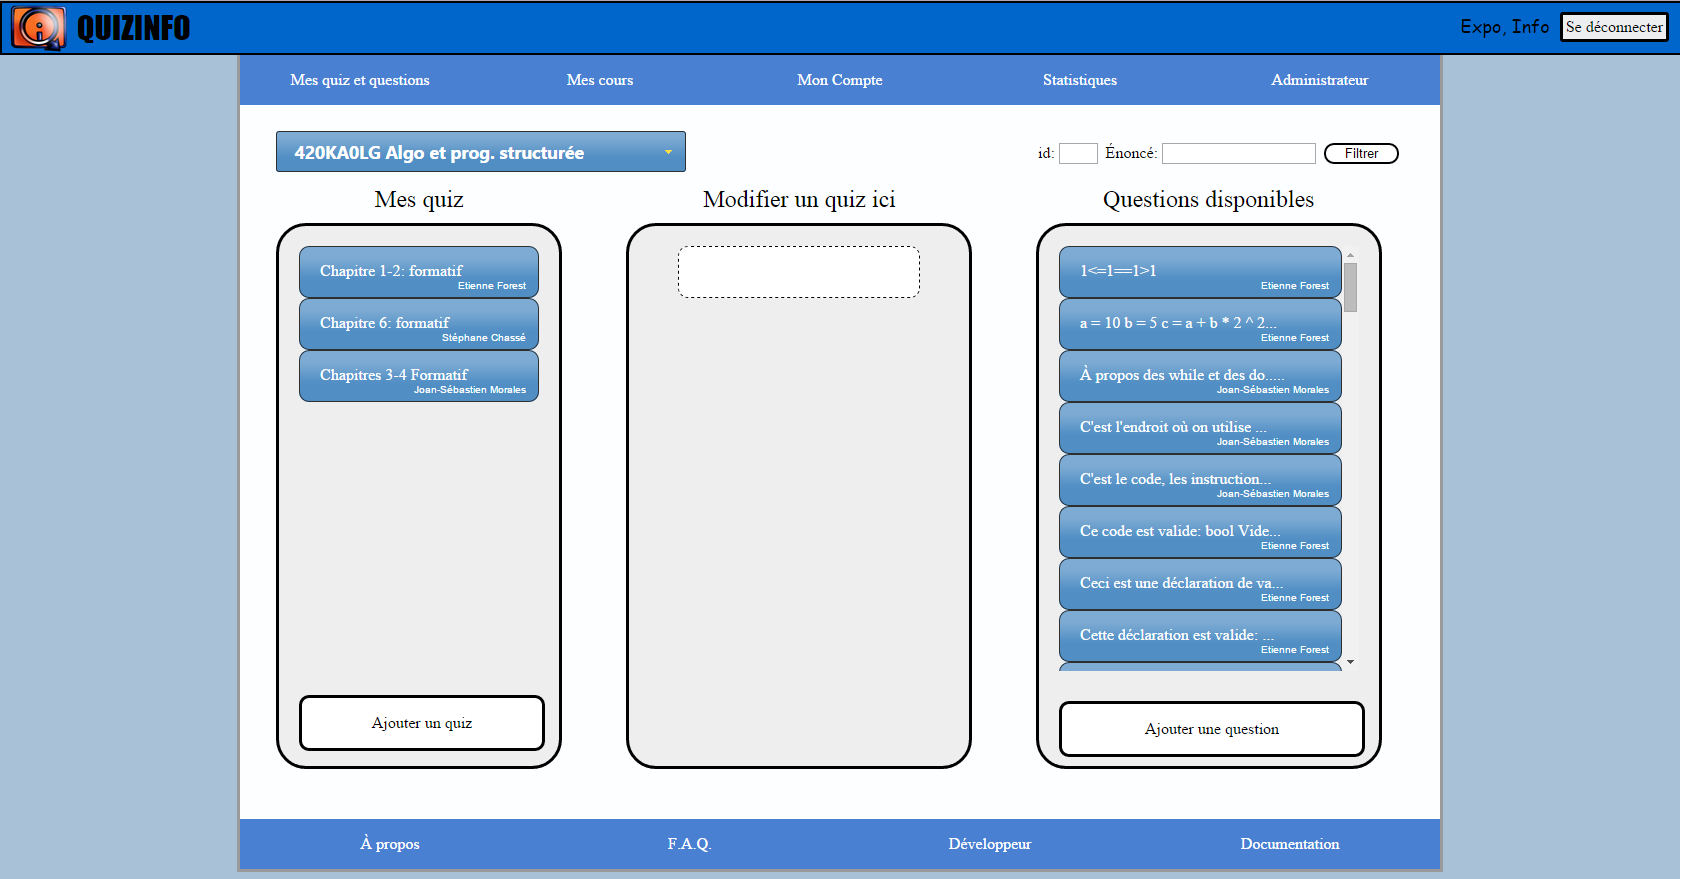 QUIZINFO
Expo, Info
Se déconnecter
Mes quiz et questions
Mes cours
Mon Compte
Statistiques
Administrateur
420KA0LG Algo et prog. structurée
id:
Énoncé:
Filtrer
Mes quiz
Chapitre 1-2: formatif
Etienne Forest
Chapitre 6: formatif
Stéphane Chassé
Chapitres 3-4 Formatif
Joan-Sébastien Morales
Ajouter un quiz
Modifier un quiz ici
Questions disponibles
1<=1==1>1
Etienne Forest
a = 10 b = 5 c = a + b * 2 ^ 2...
Etienne Forest
À propos des while et des do.....
Joan-Sébastien Morales
C'est l'endroit où on utilise ...
Joan-Sébastien Morales
C'est le code, les instruction...
Joan-Sébastien Morales
Ce code est valide: bool Vide...
Etienne Forest
Ceci est une déclaration de va...
Etienne Forest
Cette déclaration est valide: ...
Etienne Forest
Ajouter une question
À propos
F.A.Q.
Développeur
Documentation